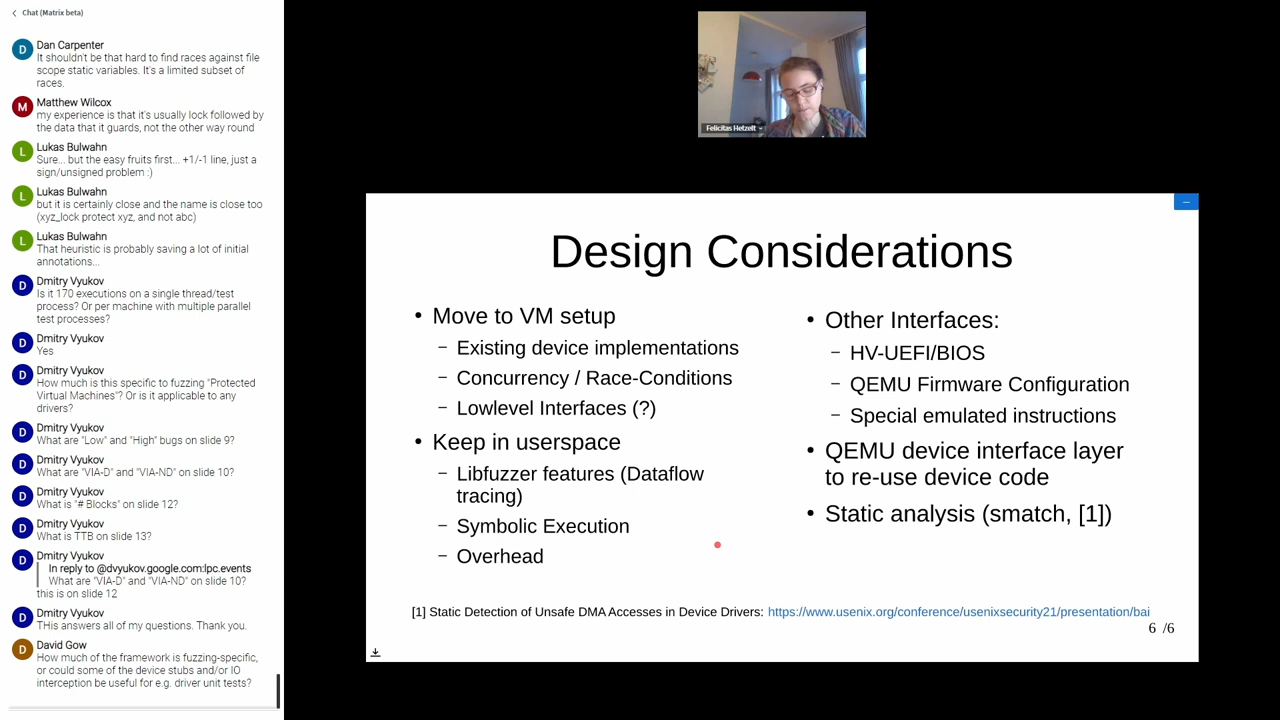 Chat (Matrix beta)
D
Dan Carpenter
It shouldn't be that hard to find races against file
scope static variables. It's a limited subset of
races.
M
Matthew Wilcox
my experience is that it's usually lock followed by
the data that it guards, not the other way round
L
Lukas Bulwahn
Sure... but the easy fruits first... +1/-1 line, just a
sign/unsigned problem :)
L
Lukas Bulwahn
but it is certainly close and the name is close too
(xyz_lock protect xyz, and not abc)
L
Lukas Bulwahn
That heuristic is probably saving a lot of initial
annotations...
D
Dmitry Vyukov
Is it 170 executions on a single thread/test
process? Or per machine with multiple parallel
test processes?
D
Dmitry Vyukov
Yes
D
Dmitry Vyukov
How much is this specific to fuzzing "Protected
Virtual Machines"? Or is it applicable to any
drivers?
D
Dmitry Vyukov
What are "Low" and "High" bugs on slide 9?
D
Dmitry Vyukov
What are "VIA-D" and "VIA-ND" on slide 10?
D
Dmitry Vyukov
What is "# Blocks" on slide 12?
D
Dmitry Vyukov
What is TTB on slide 13?
D
Dmitry Vyukov
In reply to @dvyukov.google.com:lpc.events
What are "VIA-D" and "VIA-ND" on slide 10?
this is on slide 12
D
Dmitry Vyukov
THis answers all of my questions. Thank you.
D
David Gow
How much of the framework is fuzzing-specific,
or could some of the device stubs and/or IO
interception be useful for e.g. driver unit tests?
Felicitas Hetzelt
Design Considerations
• Move to VM setup
– Existing device implementations
– Concurrency / Race-Conditions
– Lowlevel Interfaces (?)
• Keep in userspace
– Libfuzzer features (Dataflow
tracing)
– Symbolic Execution
– Overhead
• Other Interfaces:
– HV-UEFI/BIOS
– QEMU Firmware Configuration
– Special emulated instructions
• QEMU device interface layer
to re-use device code
• Static analysis (smatch, [1])
[1] Static Detection of Unsafe DMA Accesses in Device Drivers: https://www.usenix.org/conference/usenixsecurity21/presentation/bai
6 /6